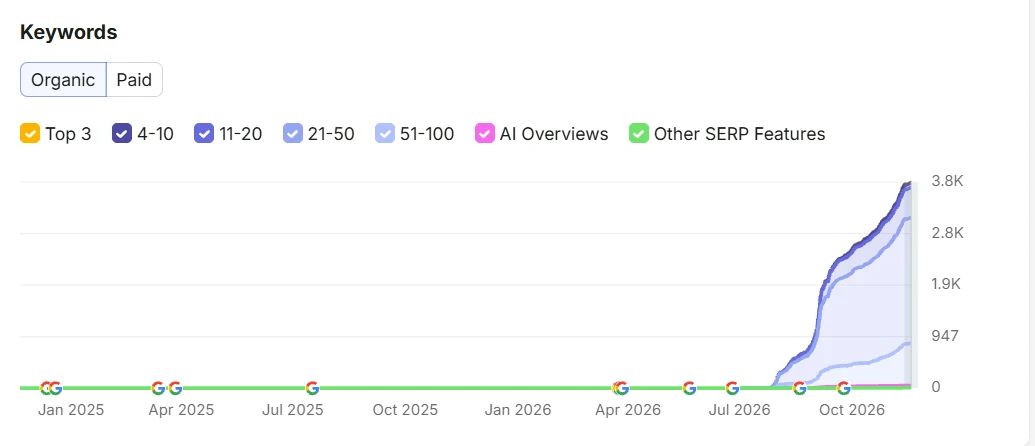 Keywords
Organic Paid
Top 3 4-10 11-20 21-50 51-100 AI Overviews Other SERP Features
3.8K
2.8K
1.9K
947
0
Jan 2025 Apr 2025 Jul 2025 Oct 2025 Jan 2026 Apr 2026 Jul 2026 Oct 2026